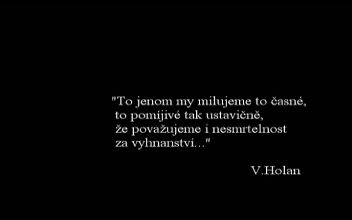 "To jenom my milujeme to časné,
to pomíjivé tak ustavičně,
že považujeme i nesmrtelnost
za vyhnanství..."
V.Holan